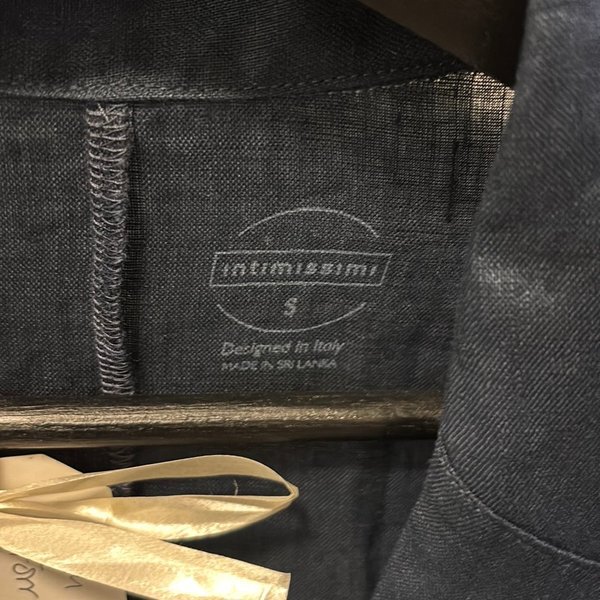 intimissimi
S
Designed in Italy
MADE IN SRI LANKA